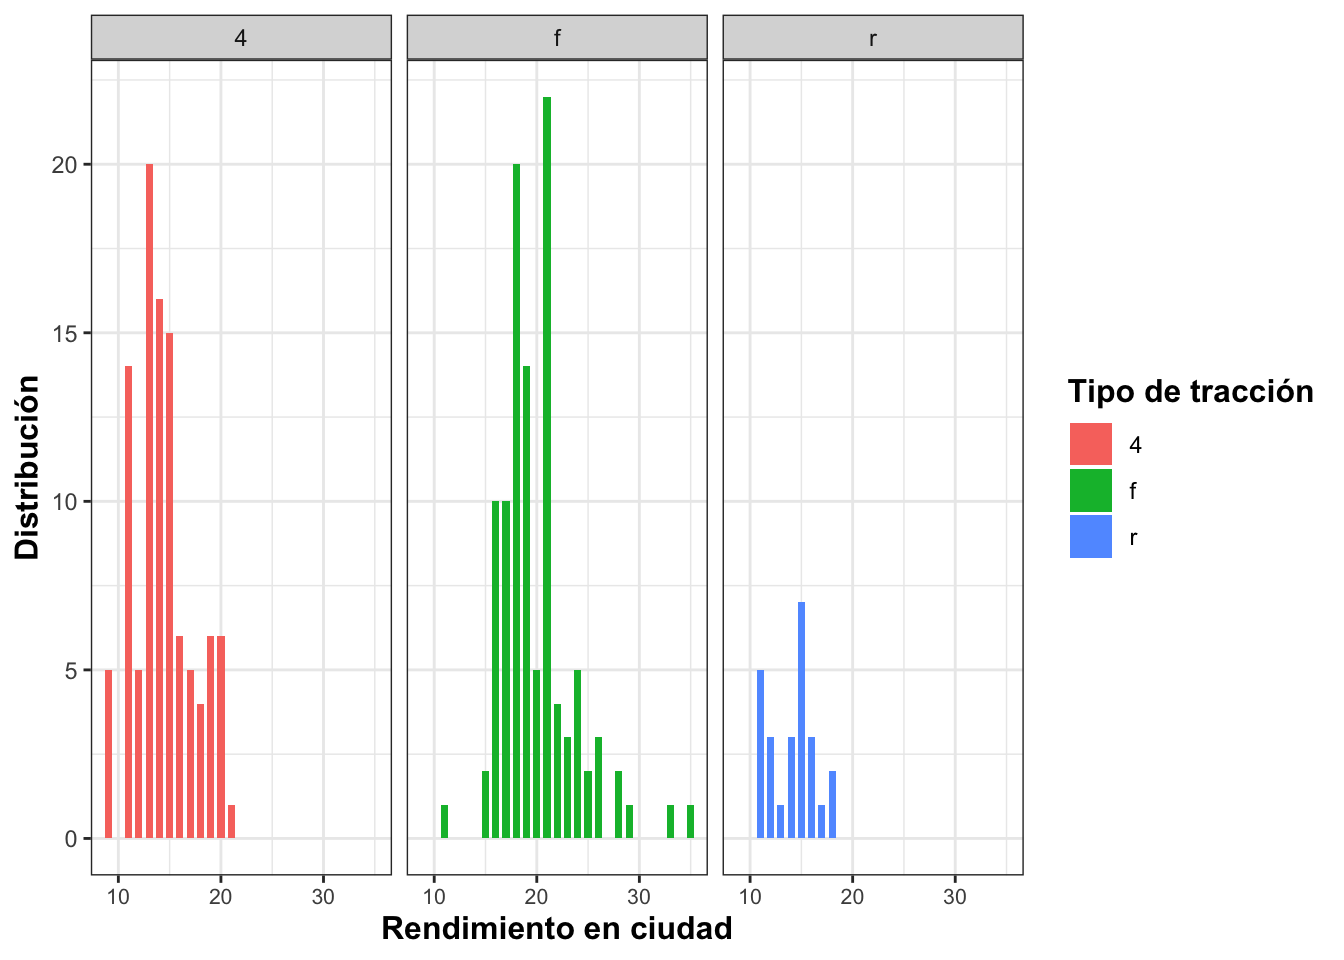 4 f r
20
15
10
5
0
10 20 30 10 20 30 10 20 30
Rendimiento en ciudad
Distribución
Tipo de tracción
4
f
r